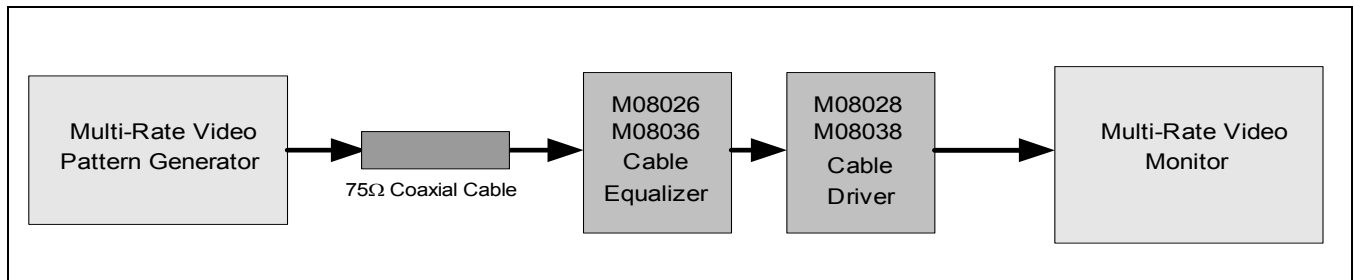 Multi-Rate Video
Pattern Generator
75Ω Coaxial Cable
M08026
M08036
Cable
Equalizer
M08028
M08038
Cable
Driver
Multi-Rate Video
Monitor